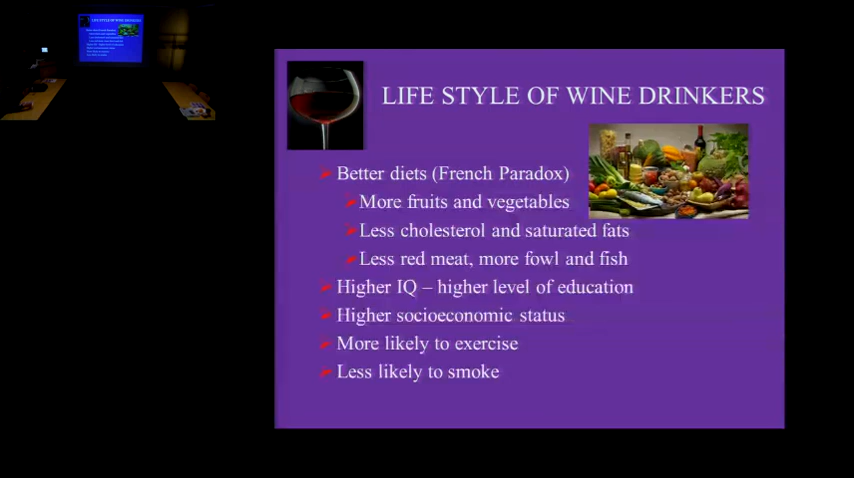 LIFE STYLE OF WINE DRINKERS
Better diets (French Paradox)
More fruits and vegetables
Less cholesterol and saturated fats
Less red meat, more fowl and fish
Higher IQ – higher level of education
Higher socioeconomic status
More likely to exercise
Less likely to smoke